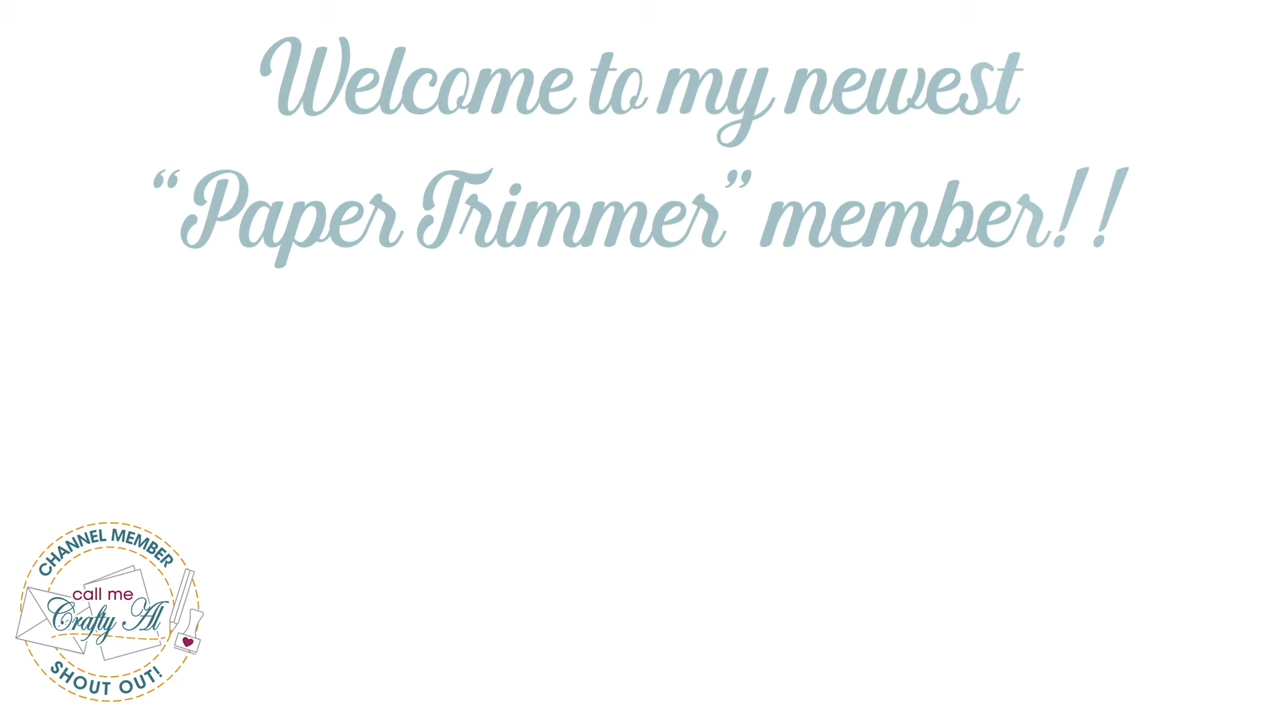 Welcome to my newest
“Paper Trimmer” member!!
CHANNEL MEMBER
call me
Crafty Al
SHOUT OUT!